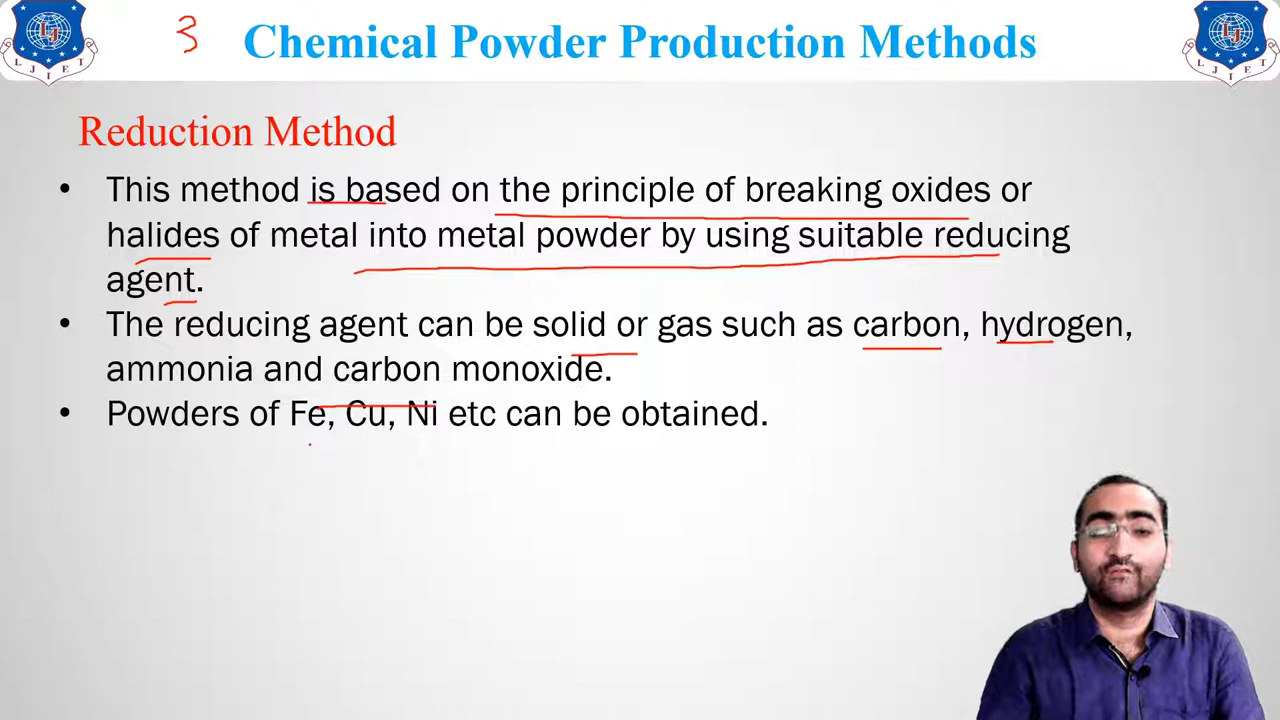 3 Chemical Powder Production Methods
LJIET
LJIET
Reduction Method
• This method is based on the principle of breaking oxides or
halides of metal into metal powder by using suitable reducing
agent.
• The reducing agent can be solid or gas such as carbon, hydrogen,
ammonia and carbon monoxide.
• Powders of Fe, Cu, Ni etc can be obtained.